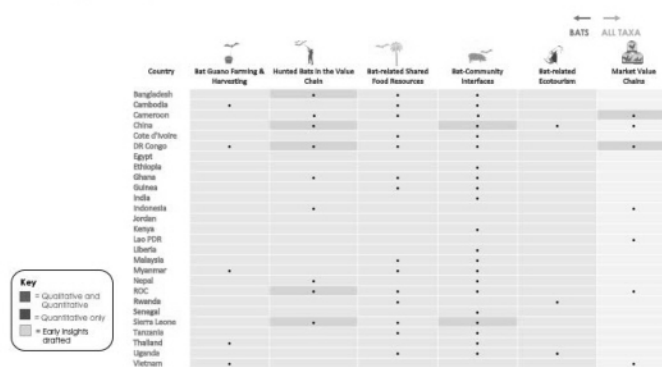 BATS ALL TAXA
Country
Bat Guano Farming &
Harvesting
Hunted Bats in the Value
Chain
Bat-related Shared
Food Resources
Bat-Community
Interfaces
Bat-related
Ecotourism
Market Value
Chains
Bangladesh
Cambodia
Cameroon
China
Cote d'Ivoire
DR Congo
Egypt
Ethiopia
Ghana
Guinea
India
Indonesia
Jordan
Kenya
Lao PDR
Liberia
Malaysia
Myanmar
Nepal
ROC
Rwanda
Senegal
Sierra Leone
Tanzania
Thailand
Uganda
Vietnam
Key
= Qualitative and
Quantitative
= Quantitative only
= Early Insights
drafted